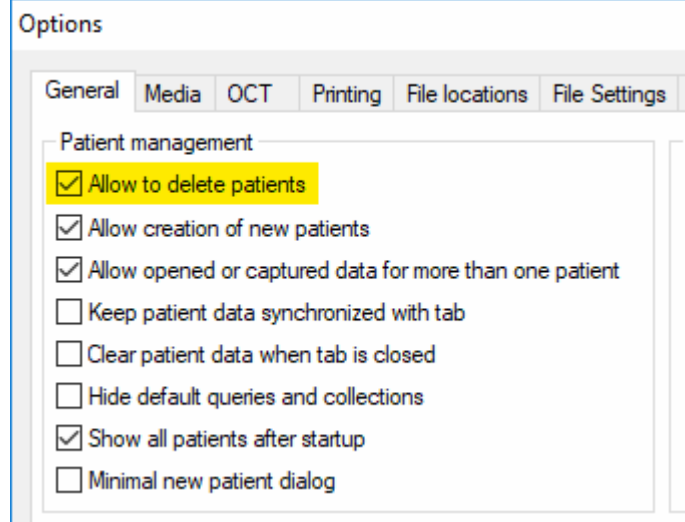 Options
General Media OCT Printing File locations File Settings
Patient management
Allow to delete patients
Allow creation of new patients
Allow opened or captured data for more than one patient
Keep patient data synchronized with tab
Clear patient data when tab is closed
Hide default queries and collections
Show all patients after startup
Minimal new patient dialog